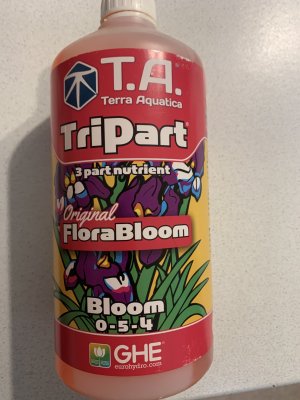 T.A.
Terra Aquatica
TriPart
3 part nutrient
Original
FloraBloom
Bloom
0-5-4
GHE
eurohydro.com